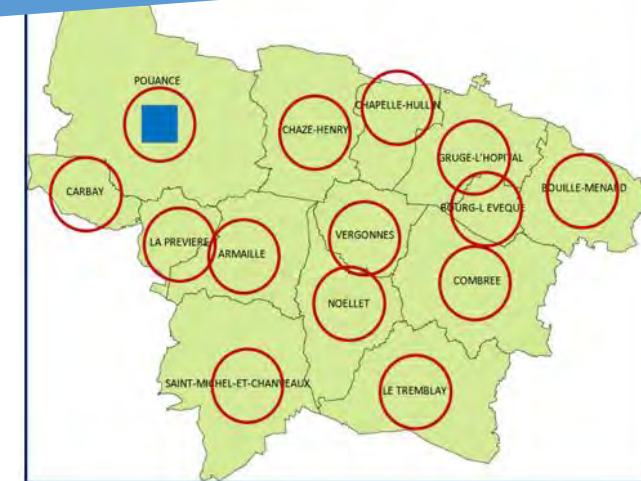 POUANCE
CHAPELLE-HULLIN
CHAZE-HENRY
GRUGE-L'HOPITAL
BOUILLE-MENARD
CARBAY
BOURG-L EVEQUE
LA PREVIERE
VERGONNES
ARMAILLE
COMBREE
NOELLET
SAINT-MICHEL-ET-CHANVEAUX
LE TREMBLAY